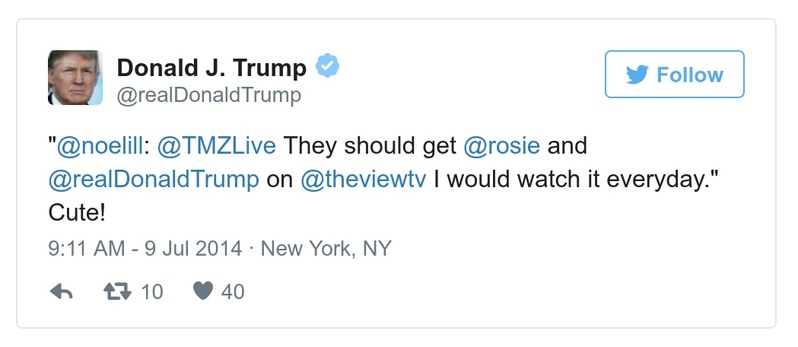 Donald J. Trump
Follow
@realDonaldTrump
"@noelill: @TMZLive They should get @rosie and
@realDonaldTrump on @theviewtv I would watch it everyday."
Cute!
9:11 AM - 9 Jul 2014 · New York, NY
10 40